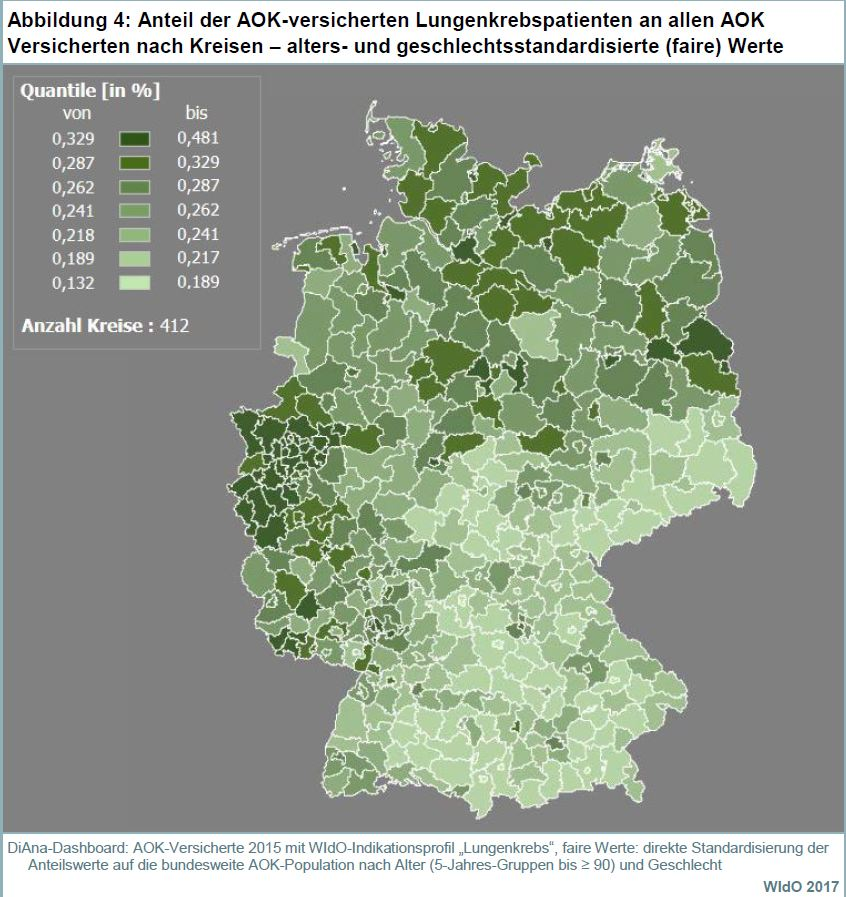 Abbildung 4: Anteil der AOK-versicherten Lungenkrebspatienten an allen AOK
Versicherten nach Kreisen – alters- und geschlechtsstandardisierte (faire) Werte
Quantile [in %]
von bis
0,329 0,481
0,287 0,329
0,262 0,287
0,241 0,262
0,218 0,241
0,189 0,217
0,132 0,189
Anzahl Kreise : 412
DiAna-Dashboard: AOK-Versicherte 2015 mit WIdO-Indikationsprofil „Lungenkrebs“, faire Werte: direkte Standardisierung der
Anteilswerte auf die bundesweite AOK-Population nach Alter (5-Jahres-Gruppen bis ≥ 90) und Geschlecht
WIdO 2017